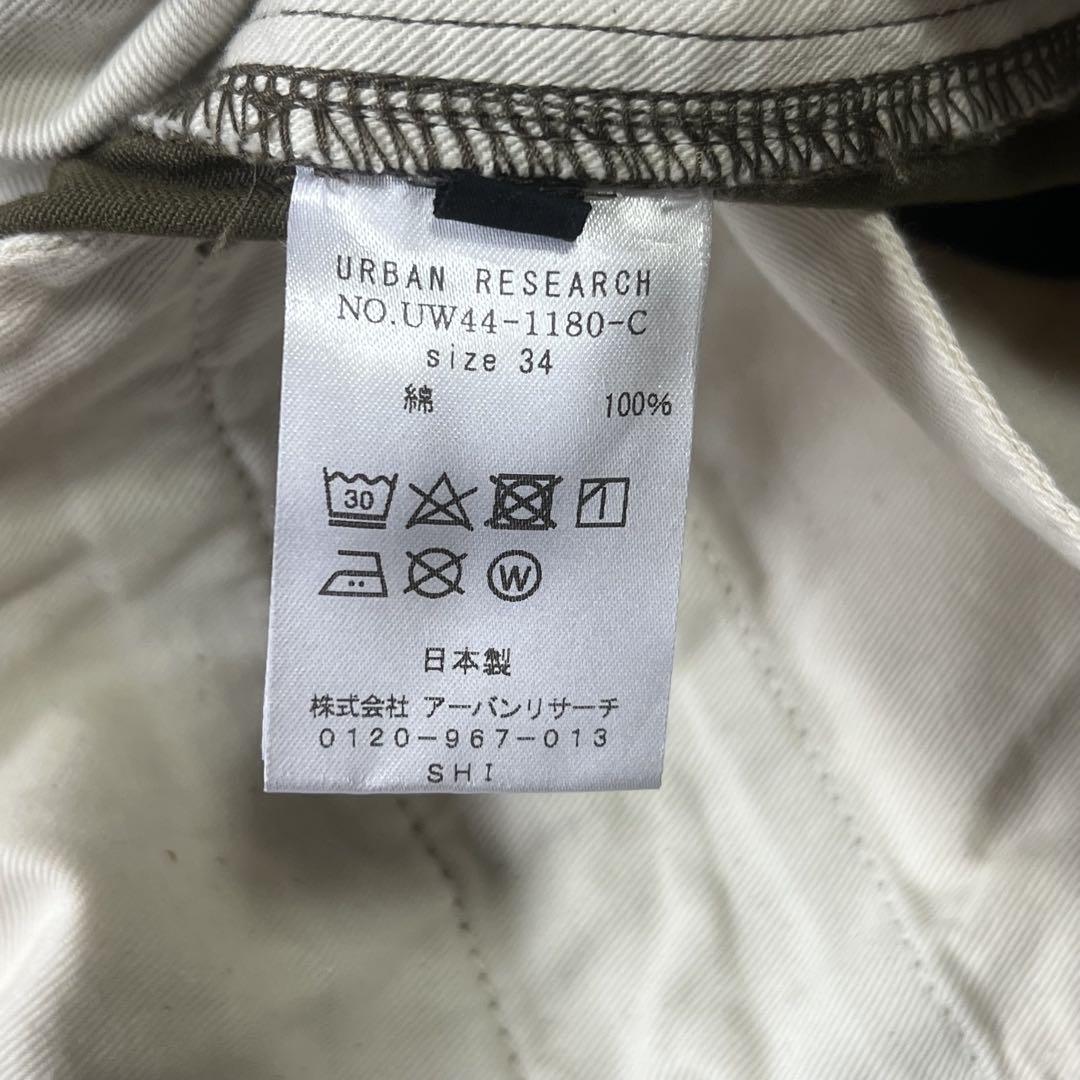 URBAN RESEARCH
NO.UW44-1180-C
size 34
綿 100%
30
W
日本製
株式会社 アーバンリサーチ
0120-967-013
SHI